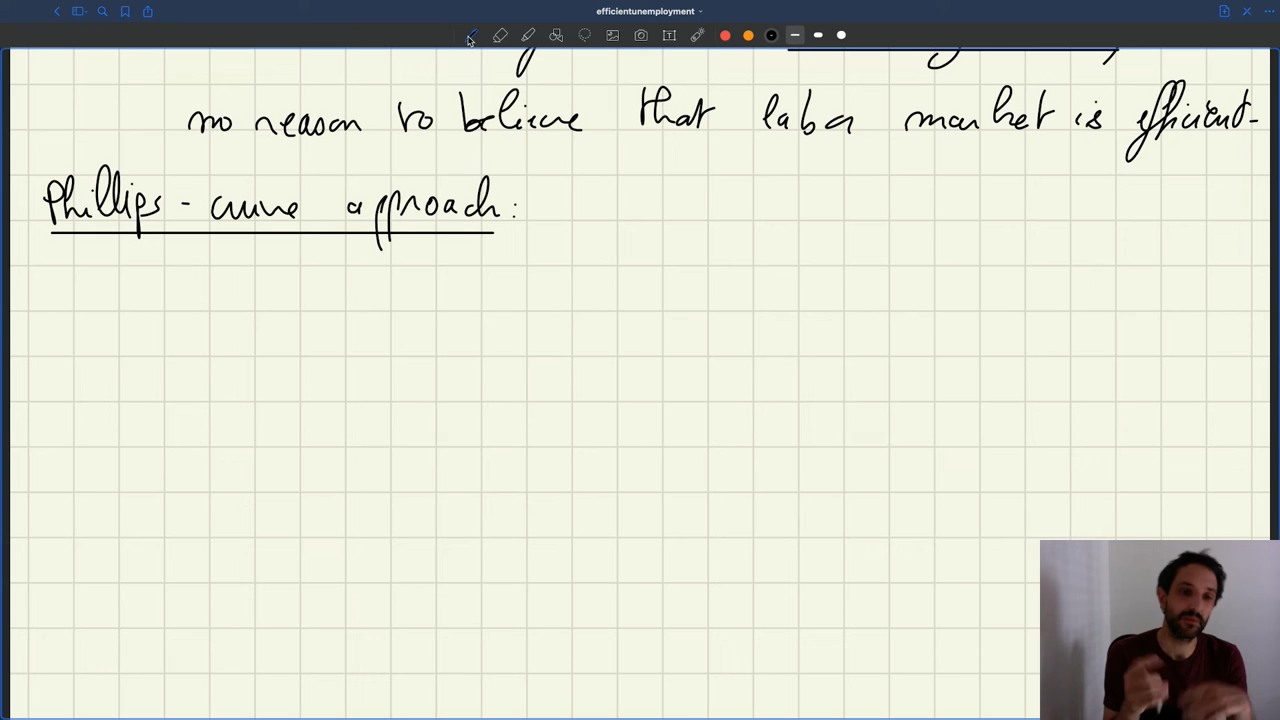 efficientunemployment
no reason to believe that labor market is efficient-
Phillips - curve approach: